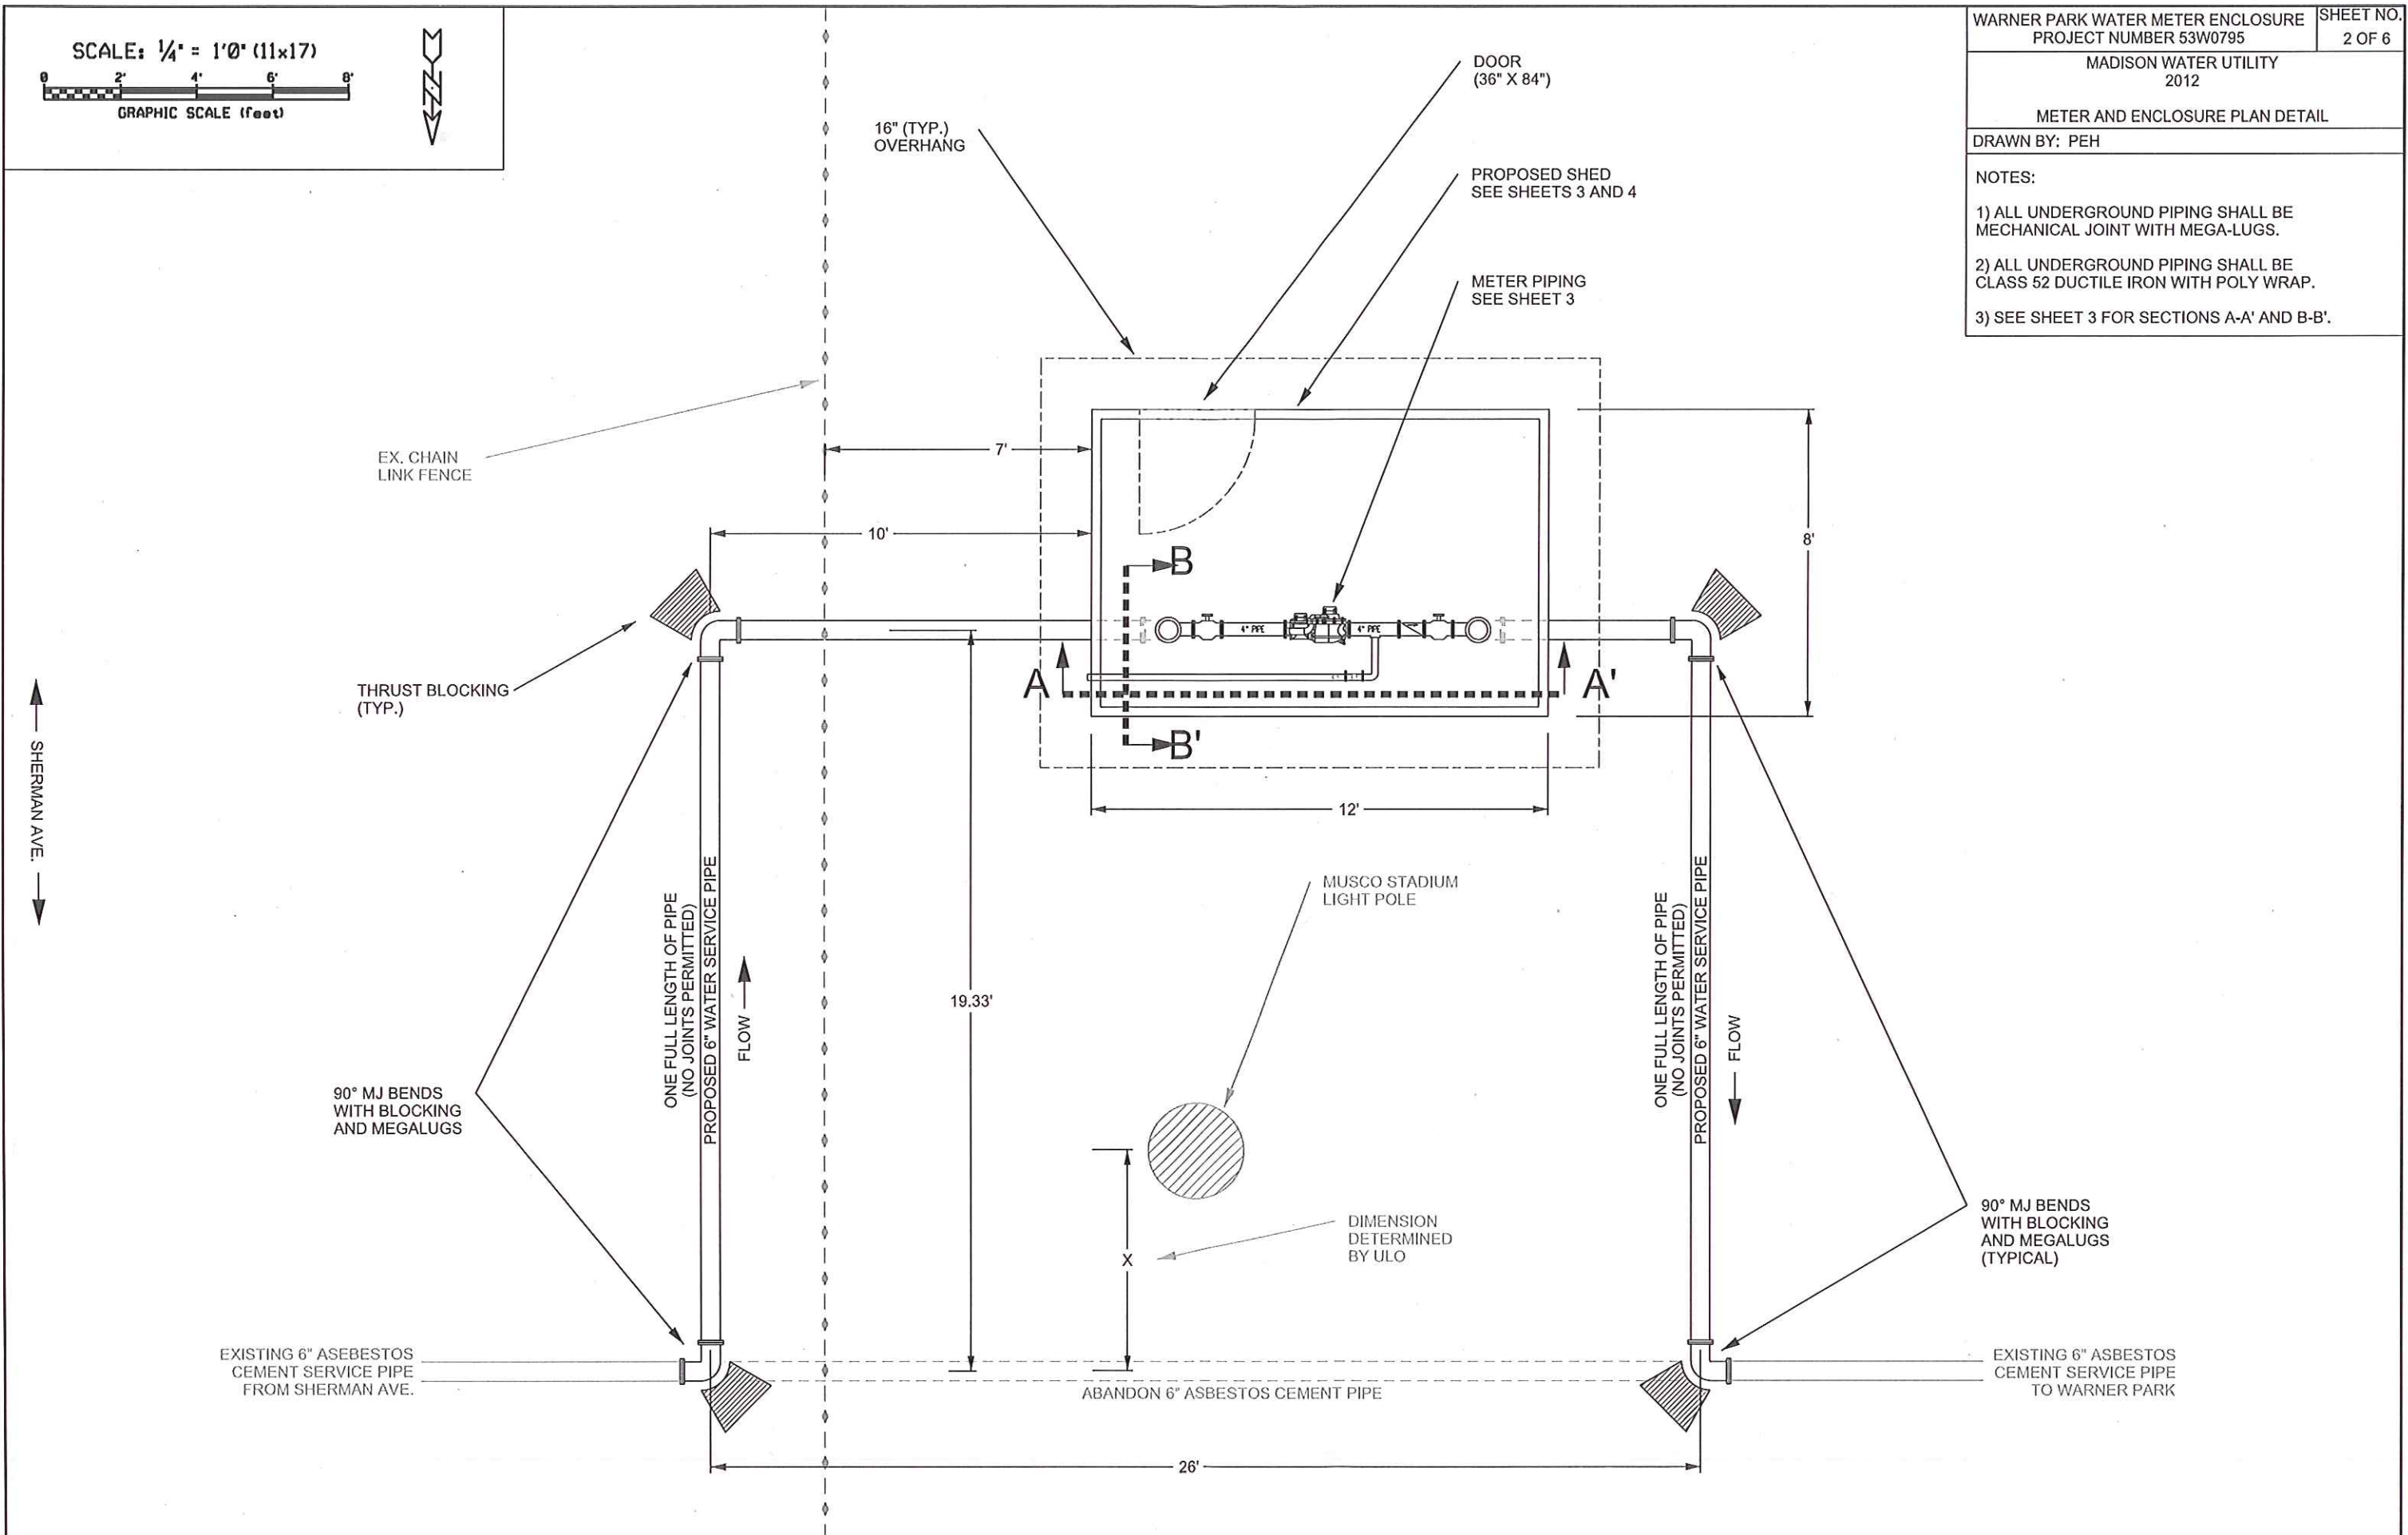 SCALE: 1/4" = 1'0" (11x17)
0 2' 4' 6' 8'
GRAPHIC SCALE (feet)
N
WARNER PARK WATER METER ENCLOSURE
PROJECT NUMBER 53W0795
SHEET NO.
2 OF 6
MADISON WATER UTILITY
2012
METER AND ENCLOSURE PLAN DETAIL
DRAWN BY: PEH
NOTES:
1) ALL UNDERGROUND PIPING SHALL BE
MECHANICAL JOINT WITH MEGA-LUGS.
2) ALL UNDERGROUND PIPING SHALL BE
CLASS 52 DUCTILE IRON WITH POLY WRAP.
3) SEE SHEET 3 FOR SECTIONS A-A' AND B-B'.
DOOR
(36" X 84")
16" (TYP.)
OVERHANG
PROPOSED SHED
SEE SHEETS 3 AND 4
METER PIPING
SEE SHEET 3
EX. CHAIN
LINK FENCE
7'
10'
8'
B
4" PIPE
4" PIPE
A
A'
B'
12'
THRUST BLOCKING
(TYP.)
SHERMAN AVE.
MUSCO STADIUM
LIGHT POLE
ONE FULL LENGTH OF PIPE
(NO JOINTS PERMITTED)
PROPOSED 6" WATER SERVICE PIPE
FLOW
19.33'
ONE FULL LENGTH OF PIPE
(NO JOINTS PERMITTED)
PROPOSED 6" WATER SERVICE PIPE
FLOW
90° MJ BENDS
WITH BLOCKING
AND MEGALUGS
DIMENSION
DETERMINED
BY ULO
X
90° MJ BENDS
WITH BLOCKING
AND MEGALUGS
(TYPICAL)
EXISTING 6" ASEBESTOS
CEMENT SERVICE PIPE
FROM SHERMAN AVE.
ABANDON 6" ASBESTOS CEMENT PIPE
EXISTING 6" ASBESTOS
CEMENT SERVICE PIPE
TO WARNER PARK
26'